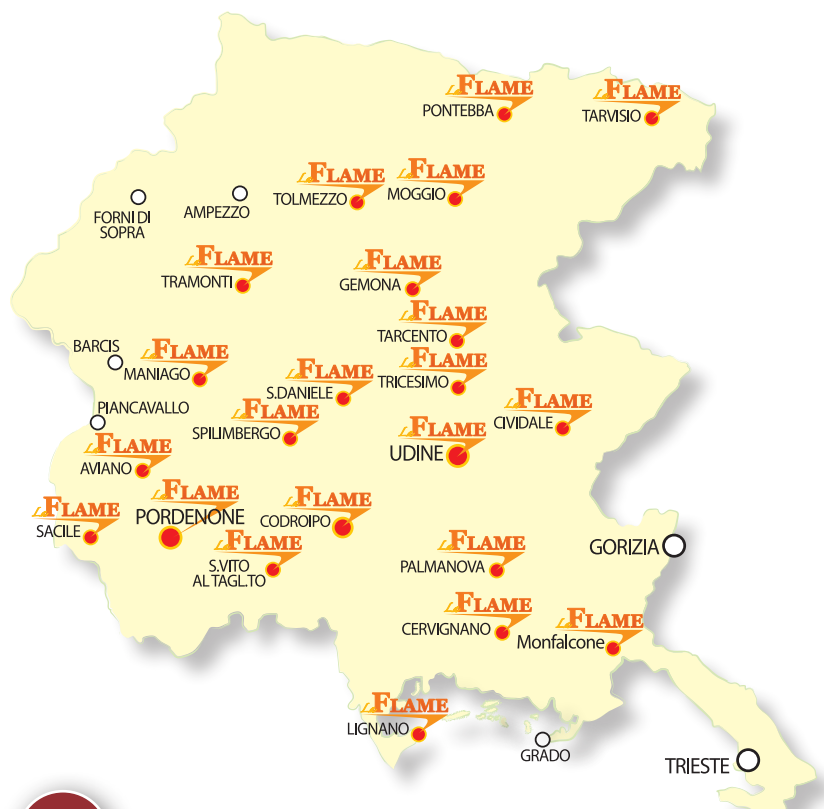 FLAME
PONTEBBA
FLAME
TARVISIO
FLAME
TOLMEZZO
FLAME
MOGGIO
FORNI DI
SOPRA
AMPEZZO
FLAME
TRAMONTI
FLAME
GEMONA
FLAME
TARCENTO
BARCIS
FLAME
MANIAGO
FLAME
S.DANIELE
FLAME
TRICESIMO
PIANCAVALLO
FLAME
SPILIMBERGO
FLAME
CIVIDALE
FLAME
UDINE
FLAME
AVIANO
FLAME
SACILE
FLAME
PORDENONE
FLAME
CODROIPO
FLAME
S.VITO
AL TAGL.TO
FLAME
PALMANOVA
GORIZIA
FLAME
CERVIGNANO
FLAME
Monfalcone
FLAME
LIGNANO
GRADO
TRIESTE